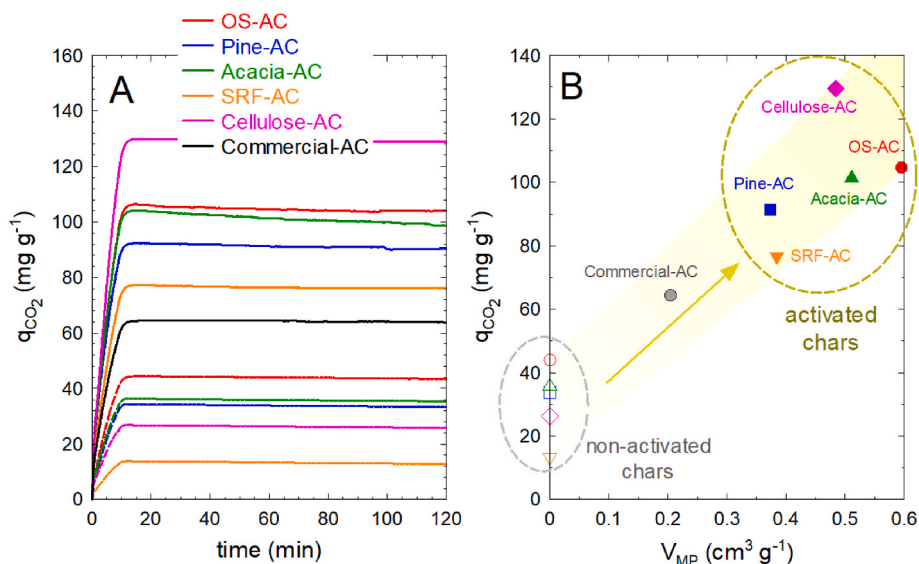 OS-AC
Pine-AC
Acacia-AC
SRF-AC
Cellulose-AC
Commercial-AC
A
160
140
120
100
80
60
40
20
0
qCO2 (mg g-1)
0 20 40 60 80 100 120
time (min)
B
140
120
100
80
60
40
20
0
qCO2 (mg g-1)
Cellulose-AC
OS-AC
Pine-AC
Acacia-AC
SRF-AC
Commercial-AC
activated
chars
non-activated
chars
0 0.1 0.2 0.3 0.4 0.5 0.6
VMP (cm3 g-1)